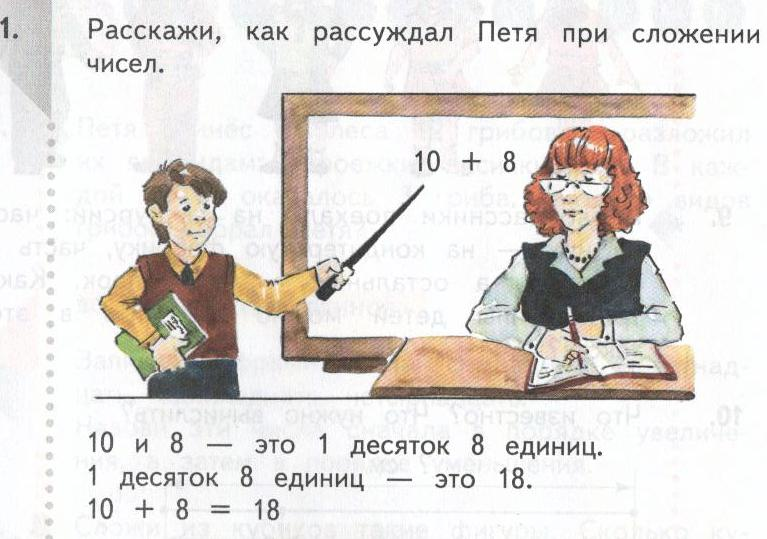 1. Расскажи, как рассуждал Петя при сложении
чисел.
10 + 8
10 и 8 — это 1 десяток 8 единиц.
1 десяток 8 единиц — это 18.
10 + 8 = 18